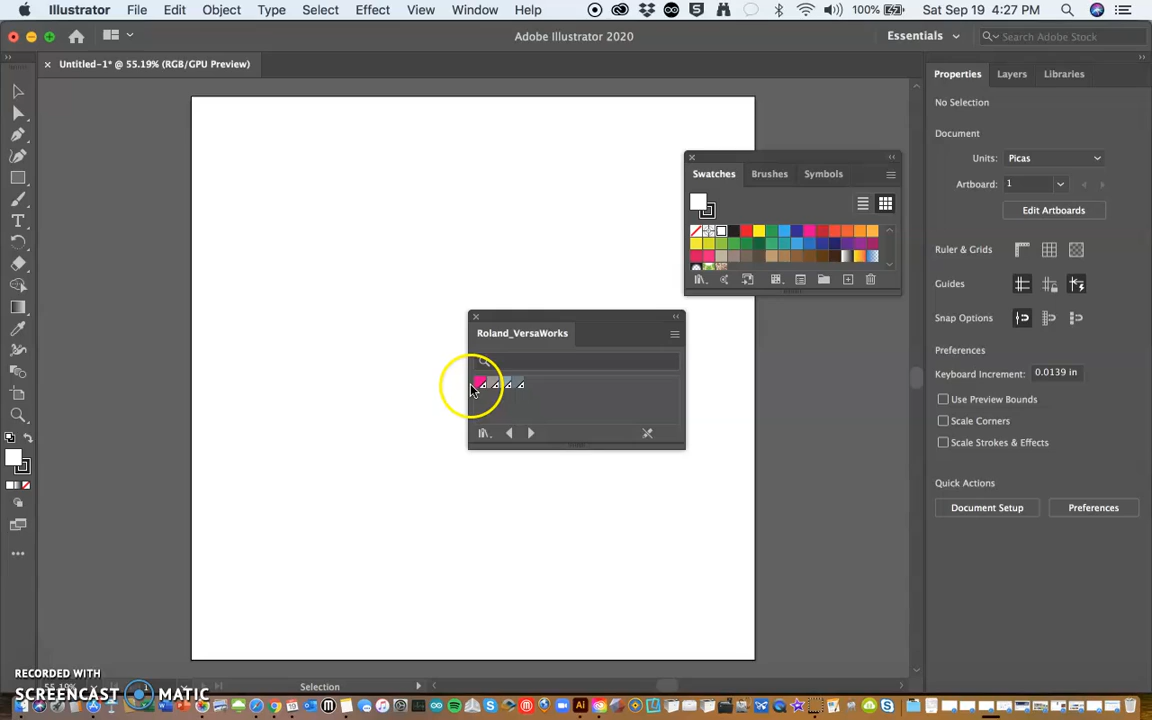 Illustrator File Edit Object Type Select Effect View Window Help 100% Sat Sep 19 4:27 PM
Adobe Illustrator 2020 Essentials Search Adobe Stock
Untitled-1* @ 55.19% (RGB/GPU Preview)
Properties Layers Libraries
No Selection
Document
Units: Picas
Artboard: 1
Edit Artboards
Ruler & Grids
Guides
Snap Options
Preferences
Keyboard Increment: 0.0139 in
Use Preview Bounds
Scale Corners
Scale Strokes & Effects
Quick Actions
Document Setup Preferences
Swatches Brushes Symbols
Roland_VersaWorks
RECORDED WITH
SCREENCAST MATIC
55.19% 1 Selection